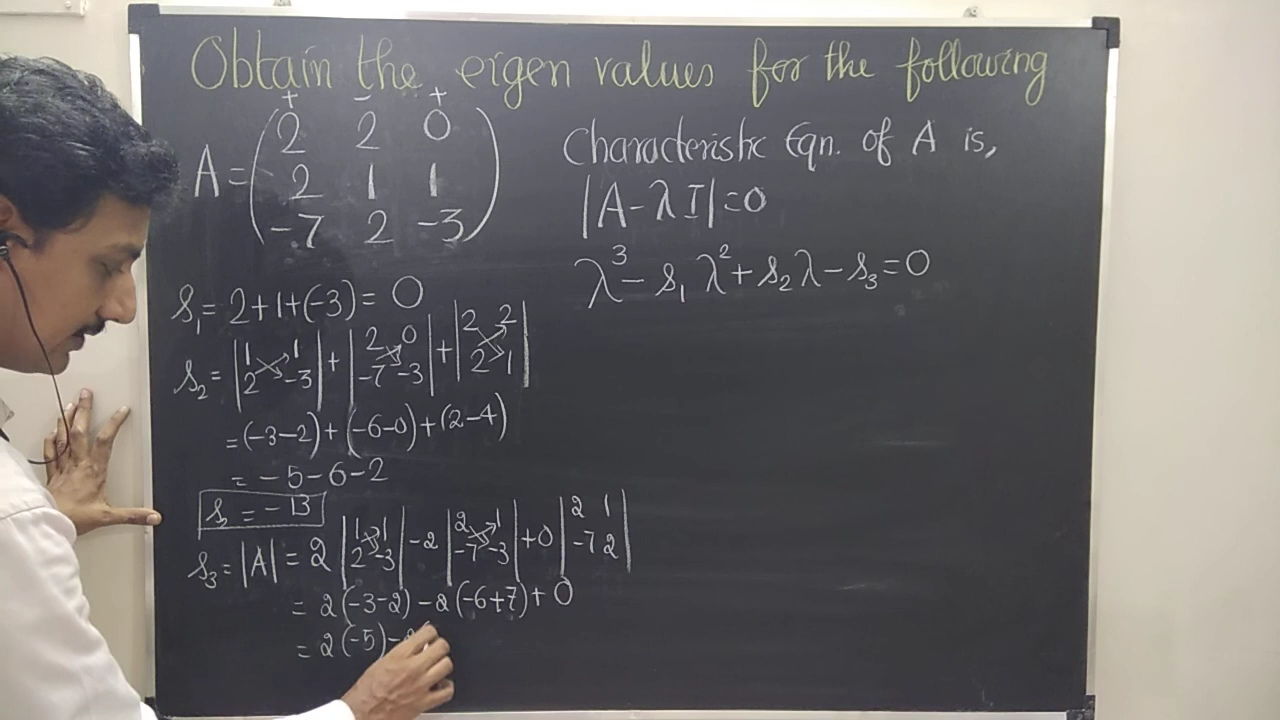 Obtain the eigen values for the following
+ − +
A = (2 2 0
2 1 1
-7 2 -3)
Characteristic Eqn. of A is,
|A-λI|=0
λ³ - s₁λ² + s₂λ - s₃ = 0
s₁ = 2+1+(-3) = 0
s₂ = |1 1| + |2 0| + |2 2|
|2 -3| |-7 -3| |2 1|
= (-3-2) + (-6-0) + (2-4)
= -5-6-2
s₂ = -13
s₃ = |A| = 2 |1 1| -2 |2 1| +0 |2 1|
|2 -3| |-7 -3| |-7 2|
= 2(-3-2) -2(-6+7) + 0
= 2(-5)-2(